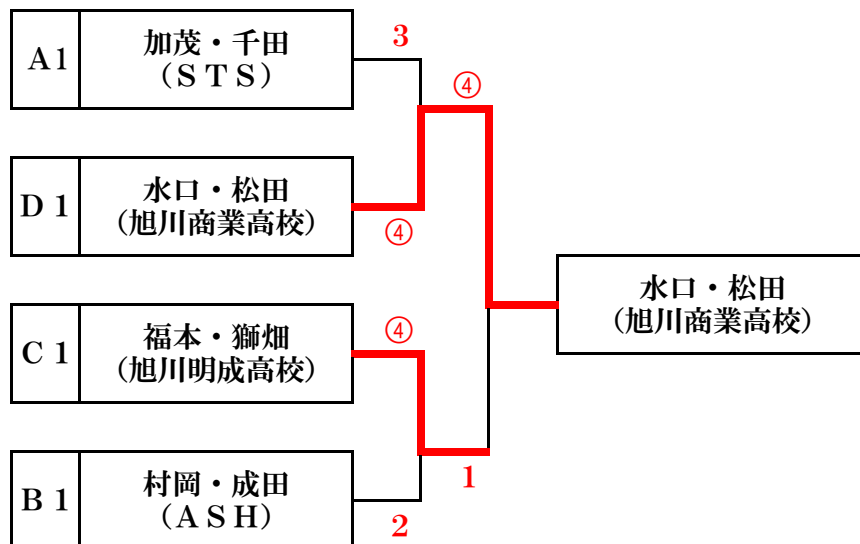 A1
加茂・千田
(ＳＴＳ)
3
④
D 1
水口・松田
(旭川商業高校)
④
水口・松田
(旭川商業高校)
C 1
福本・獅畑
(旭川明成高校)
④
1
B 1
村岡・成田
(ＡＳＨ)
2